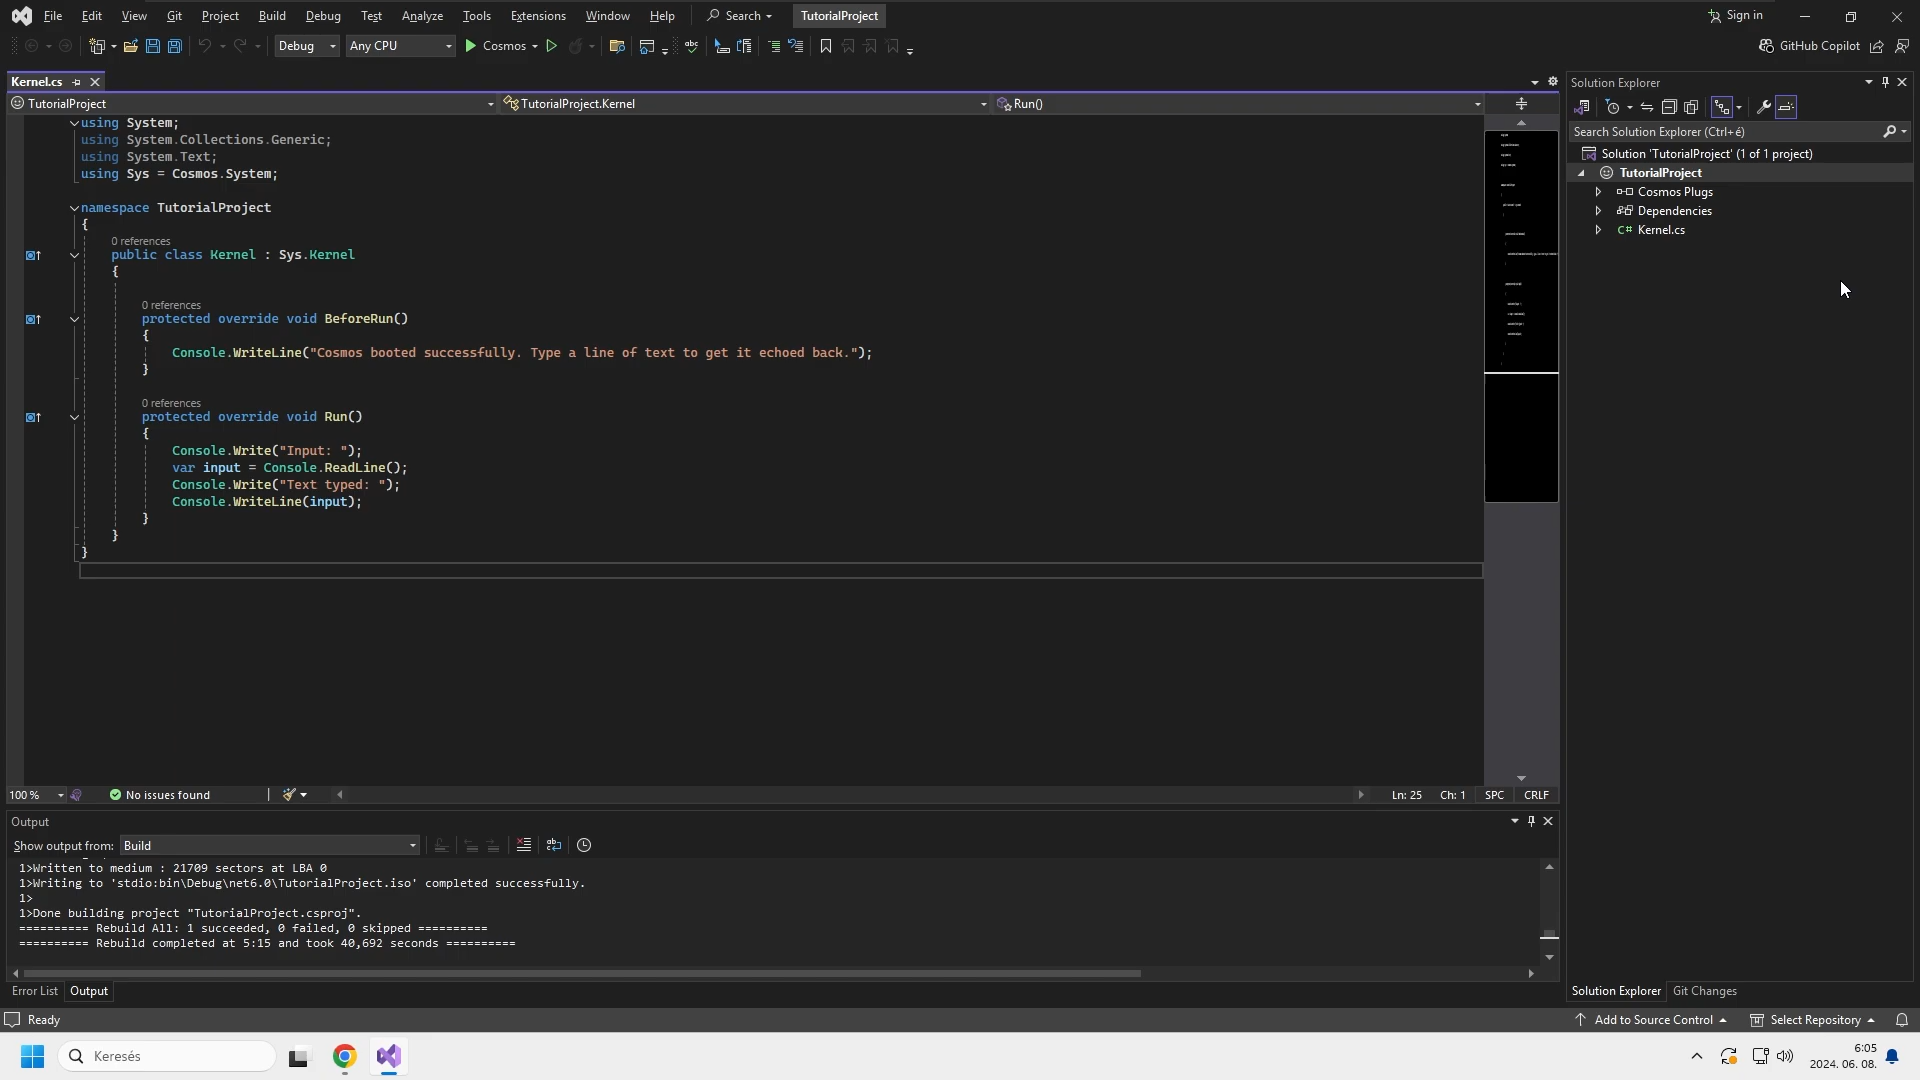 File Edit View Git Project Build Debug Test Analyze Tools Extensions Window Help Search TutorialProject Sign in
Debug Any CPU Cosmos GitHub Copilot
Kernel.cs
TutorialProject TutorialProject.Kernel Run()
using System;
using System.Collections.Generic;
using System.Text;
using Sys = Cosmos.System;
namespace TutorialProject
{
0 references
public class Kernel : Sys.Kernel
{
0 references
protected override void BeforeRun()
{
Console.WriteLine("Cosmos booted successfully. Type a line of text to get it echoed back.");
}
0 references
protected override void Run()
{
Console.Write("Input: ");
var input = Console.ReadLine();
Console.Write("Text typed: ");
Console.WriteLine(input);
}
}
}
100 % No issues found Ln: 25 Ch: 1 SPC CRLF
Output
Show output from: Build
1>Written to medium : 21709 sectors at LBA 0
1>Writing to 'stdio:bin\Debug\net6.0\TutorialProject.iso' completed successfully.
1>
1>Done building project "TutorialProject.csproj".
========== Rebuild All: 1 succeeded, 0 failed, 0 skipped ==========
========== Rebuild completed at 5:15 and took 40,692 seconds ==========
Error List Output
Solution Explorer
Search Solution Explorer (Ctrl+é)
Solution 'TutorialProject' (1 of 1 project)
TutorialProject
Cosmos Plugs
Dependencies
C# Kernel.cs
Solution Explorer Git Changes
Ready Add to Source Control Select Repository
Keresés
6:05
2024. 06. 08.